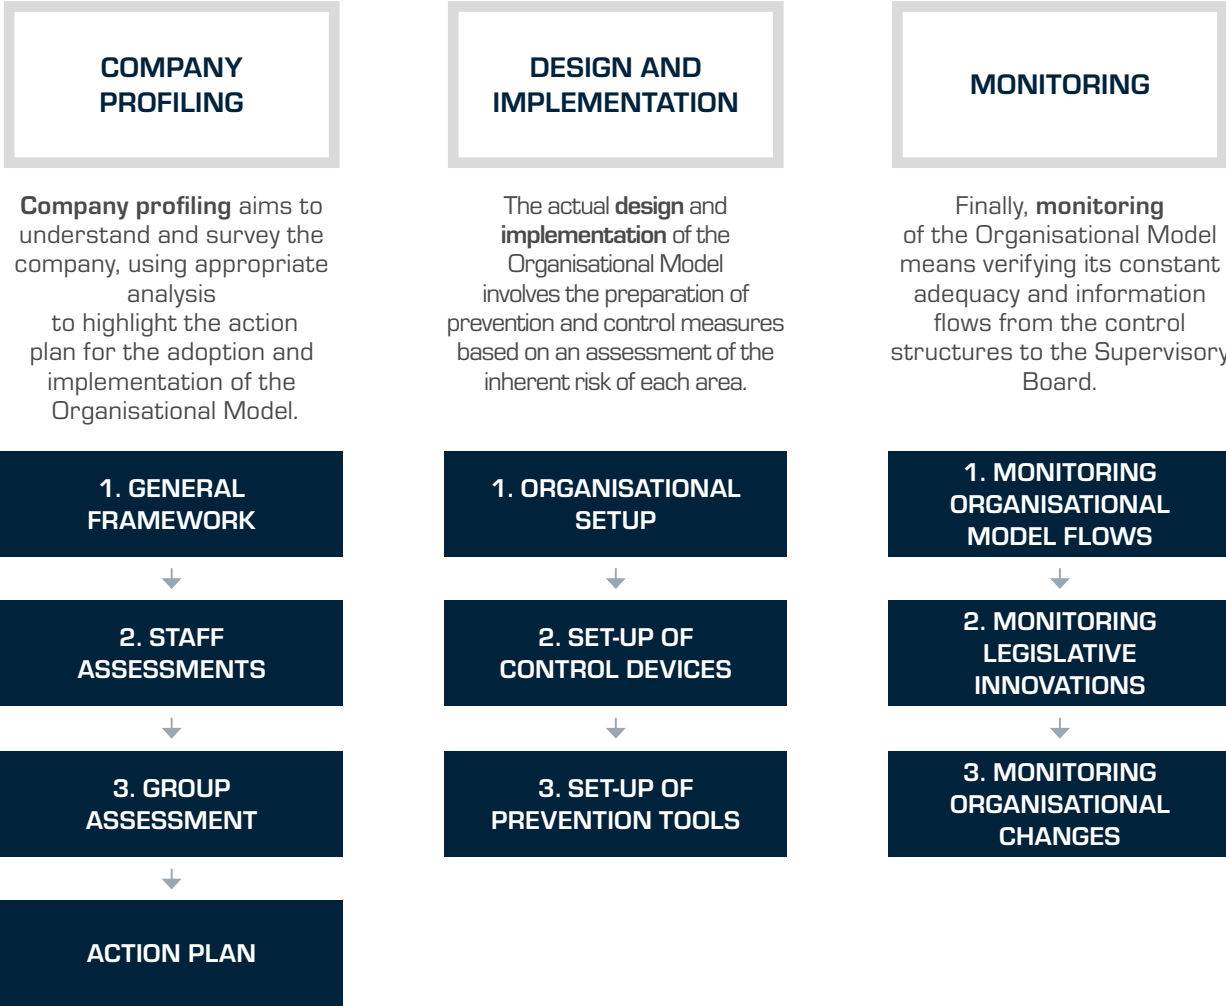 COMPANY
PROFILING
Company profiling aims to
understand and survey the
company, using appropriate
analysis
to highlight the action
plan for the adoption and
implementation of the
Organisational Model.
1. GENERAL
FRAMEWORK
2. STAFF
ASSESSMENTS
3. GROUP
ASSESSMENT
ACTION PLAN
DESIGN AND
IMPLEMENTATION
The actual design and
implementation of the
Organisational Model
involves the preparation of
prevention and control measures
based on an assessment of the
inherent risk of each area.
1. ORGANISATIONAL
SETUP
2. SET-UP OF
CONTROL DEVICES
3. SET-UP OF
PREVENTION TOOLS
MONITORING
Finally, monitoring
of the Organisational Model
means verifying its constant
adequacy and information
flows from the control
structures to the Supervisory
Board.
1. MONITORING
ORGANISATIONAL
MODEL FLOWS
2. MONITORING
LEGISLATIVE
INNOVATIONS
3. MONITORING
ORGANISATIONAL
CHANGES